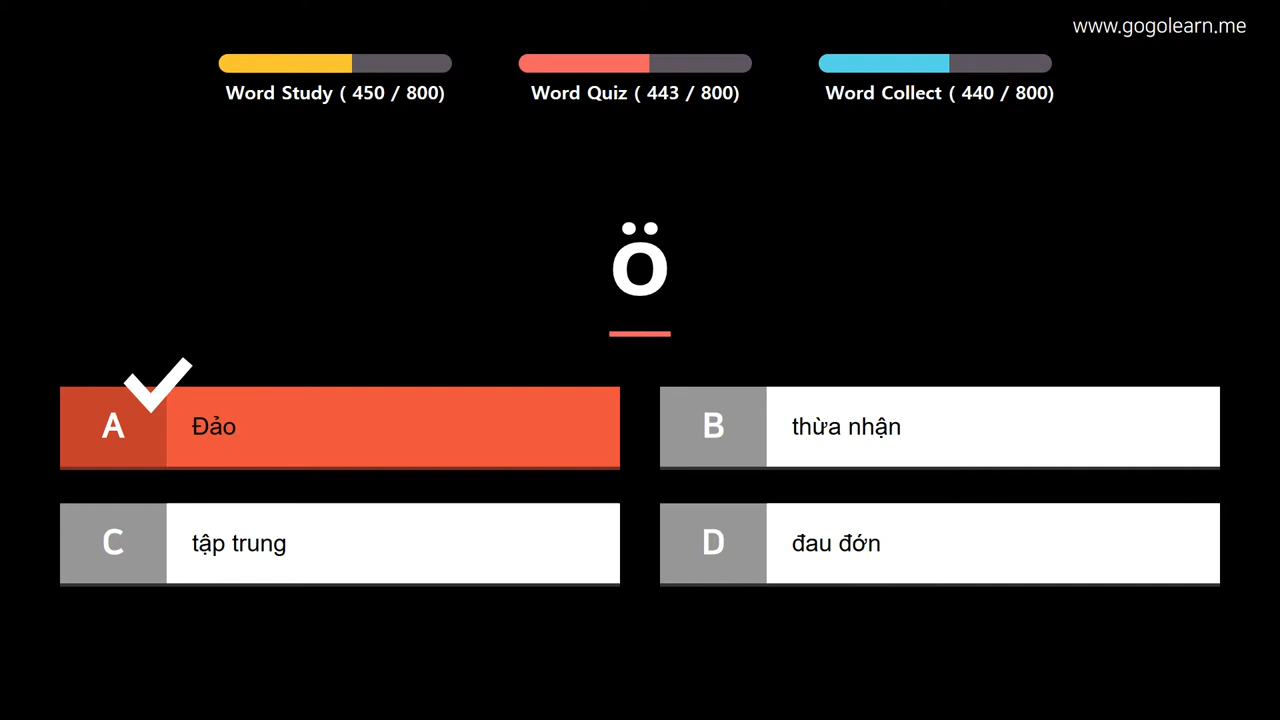 www.gogolearn.me
Word Study ( 450 / 800)
Word Quiz ( 443 / 800)
Word Collect ( 440 / 800)
ö
A Đảo
B thừa nhận
C tập trung
D đau đớn